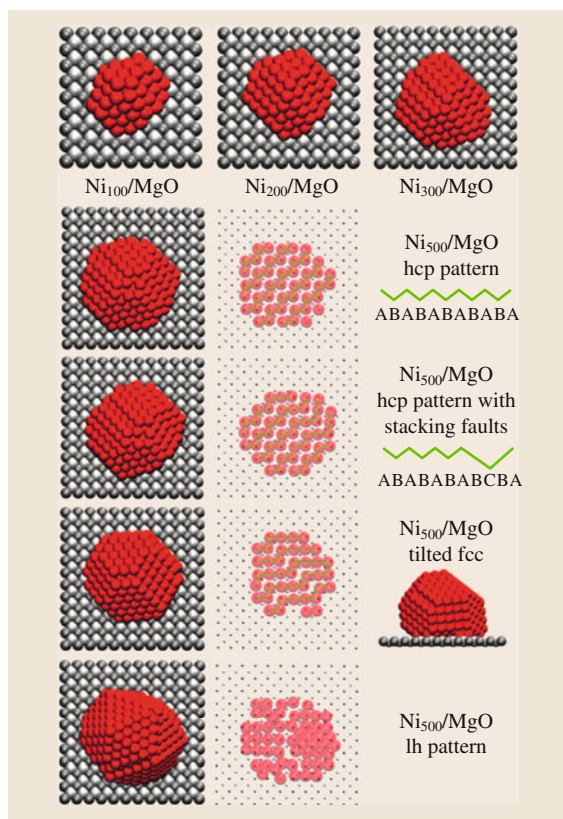 Ni₁₀₀/MgO
Ni₂₀₀/MgO
Ni₃₀₀/MgO
Ni₅₀₀/MgO
hcp pattern
ABABABABABA
Ni₅₀₀/MgO
hcp pattern with
stacking faults
ABABABABCBA
Ni₅₀₀/MgO
tilted fcc
Ni₅₀₀/MgO
lh pattern